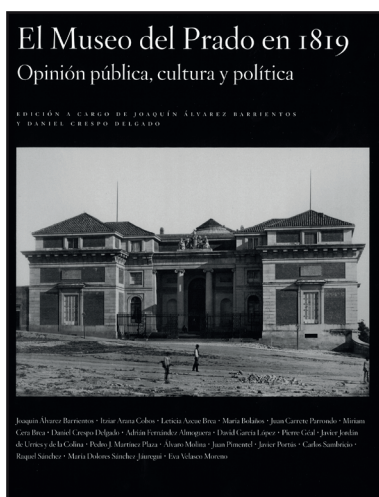 El Museo del Prado en 1819
Opinión pública, cultura y política
EDICIÓN A CARGO DE JOAQUÍN ÁLVAREZ BARRIENTOS
Y DANIEL CRESPO DELGADO
Joaquín Álvarez Barrientos · Itziar Arana Cobos · Leticia Azcue Brea · María Bolaños · Juan Carrete Parrondo · Miriam
Cera Brea · Daniel Crespo Delgado · Adrián Fernández Almoguera · David García López · Pierre Géal · Javier Jordán
de Urríes y de la Colina · Pedro J. Martínez Plaza · Álvaro Molina · Juan Pimentel · Javier Portús · Carlos Sambricio ·
Raquel Sánchez · María Dolores Sánchez Jáuregui · Eva Velasco Moreno